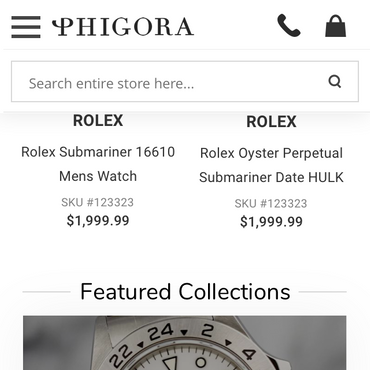 PHIGORA
Search entire store here...
ROLEX
Rolex Submariner 16610
Mens Watch
SKU #123323
$1,999.99
ROLEX
Rolex Oyster Perpetual
Submariner Date HULK
SKU #123323
$1,999.99
Featured Collections
22 24 2 4